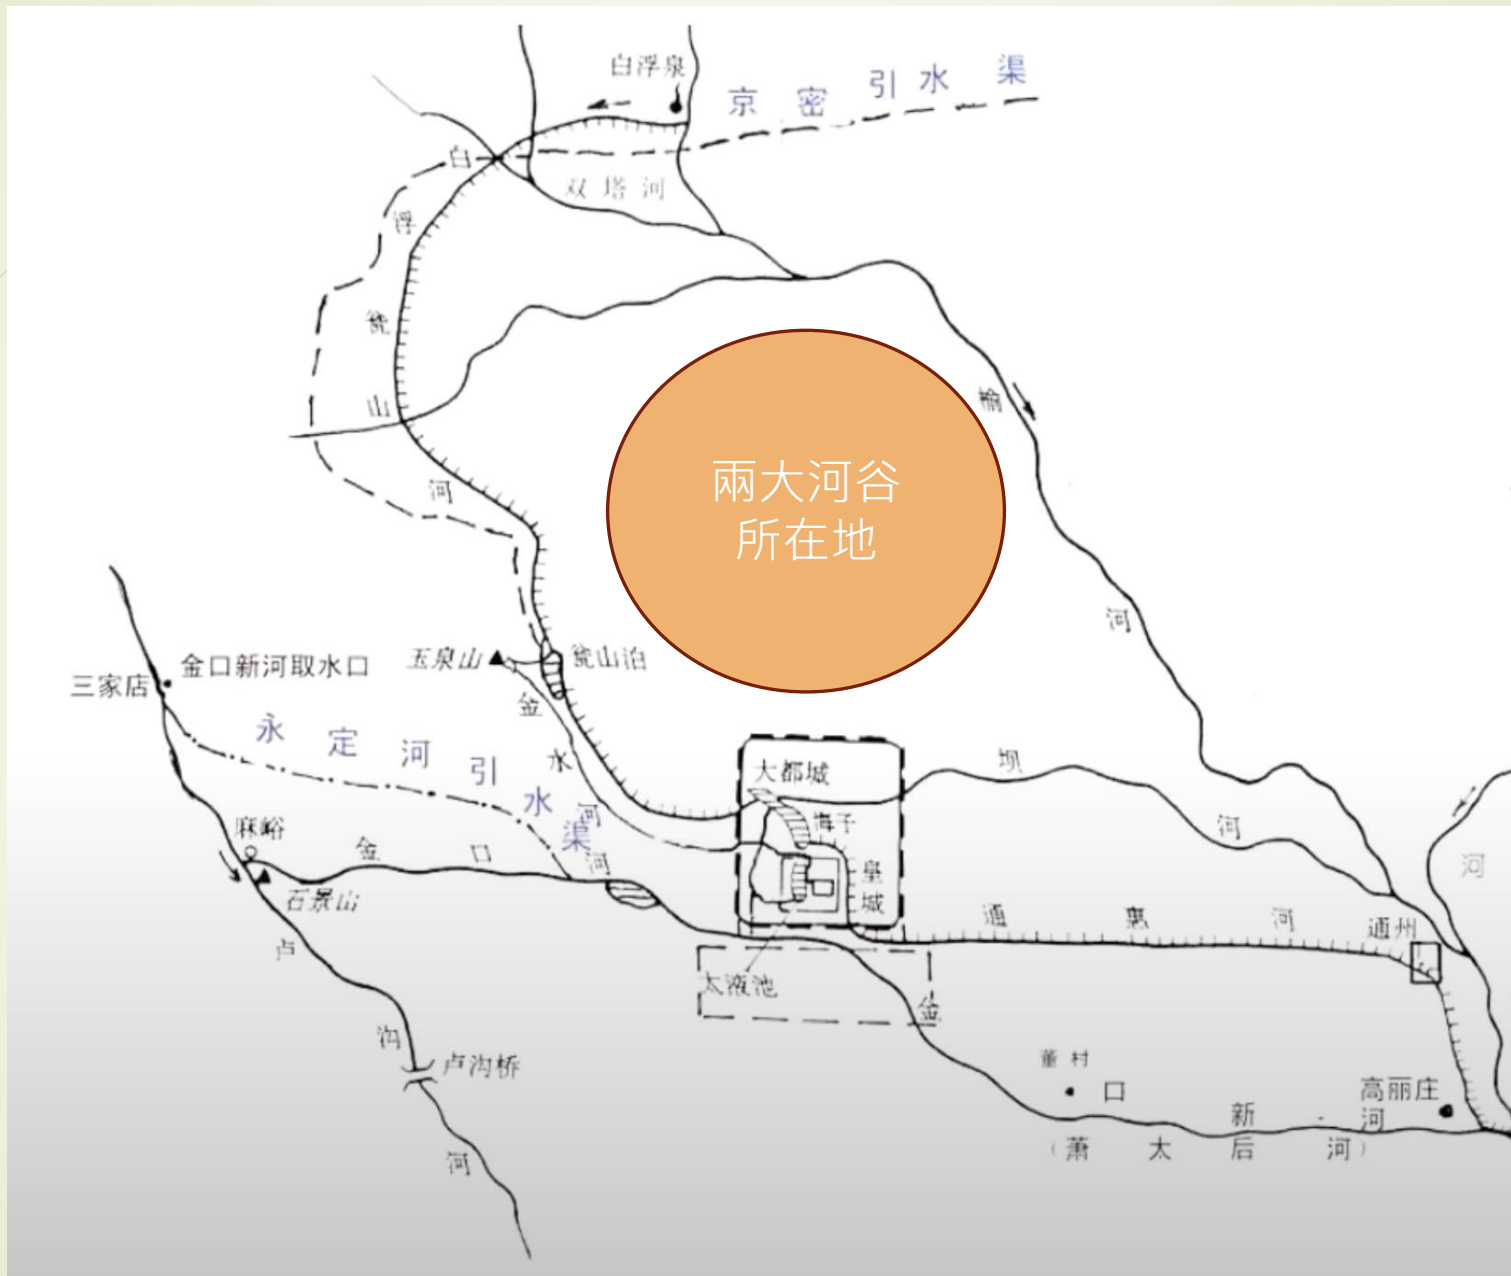 白浮泉
京密引水渠
双塔河
白浮瓮山河
榆河
兩大河谷
所在地
玉泉山
瓮山泊
金口新河取水口
三家店
永定河引水渠
金水河
大都城
海子
皇城
坝河
河
麻峪
金口河
石景山
通惠河
通州
太液池
卢沟河
卢沟桥
董村
高丽庄
金口新河
(萧太后河)